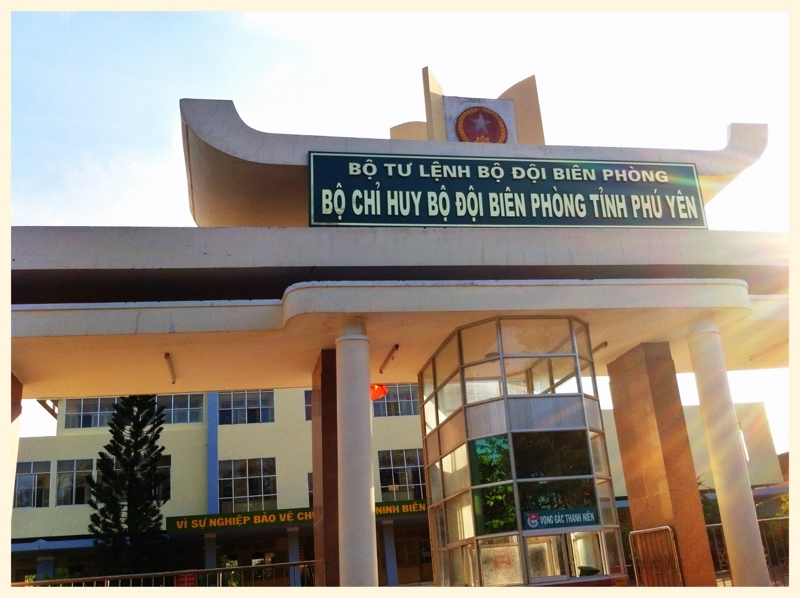 BỘ TƯ LỆNH BỘ ĐỘI BIÊN PHÒNG
BỘ CHỈ HUY BỘ ĐỘI BIÊN PHÒNG TỈNH PHÚ YÊN
VÌ SỰ NGHIỆP BẢO VỆ CHỦ NINH BIÊN
VỌNG GÁC THANH NIÊN